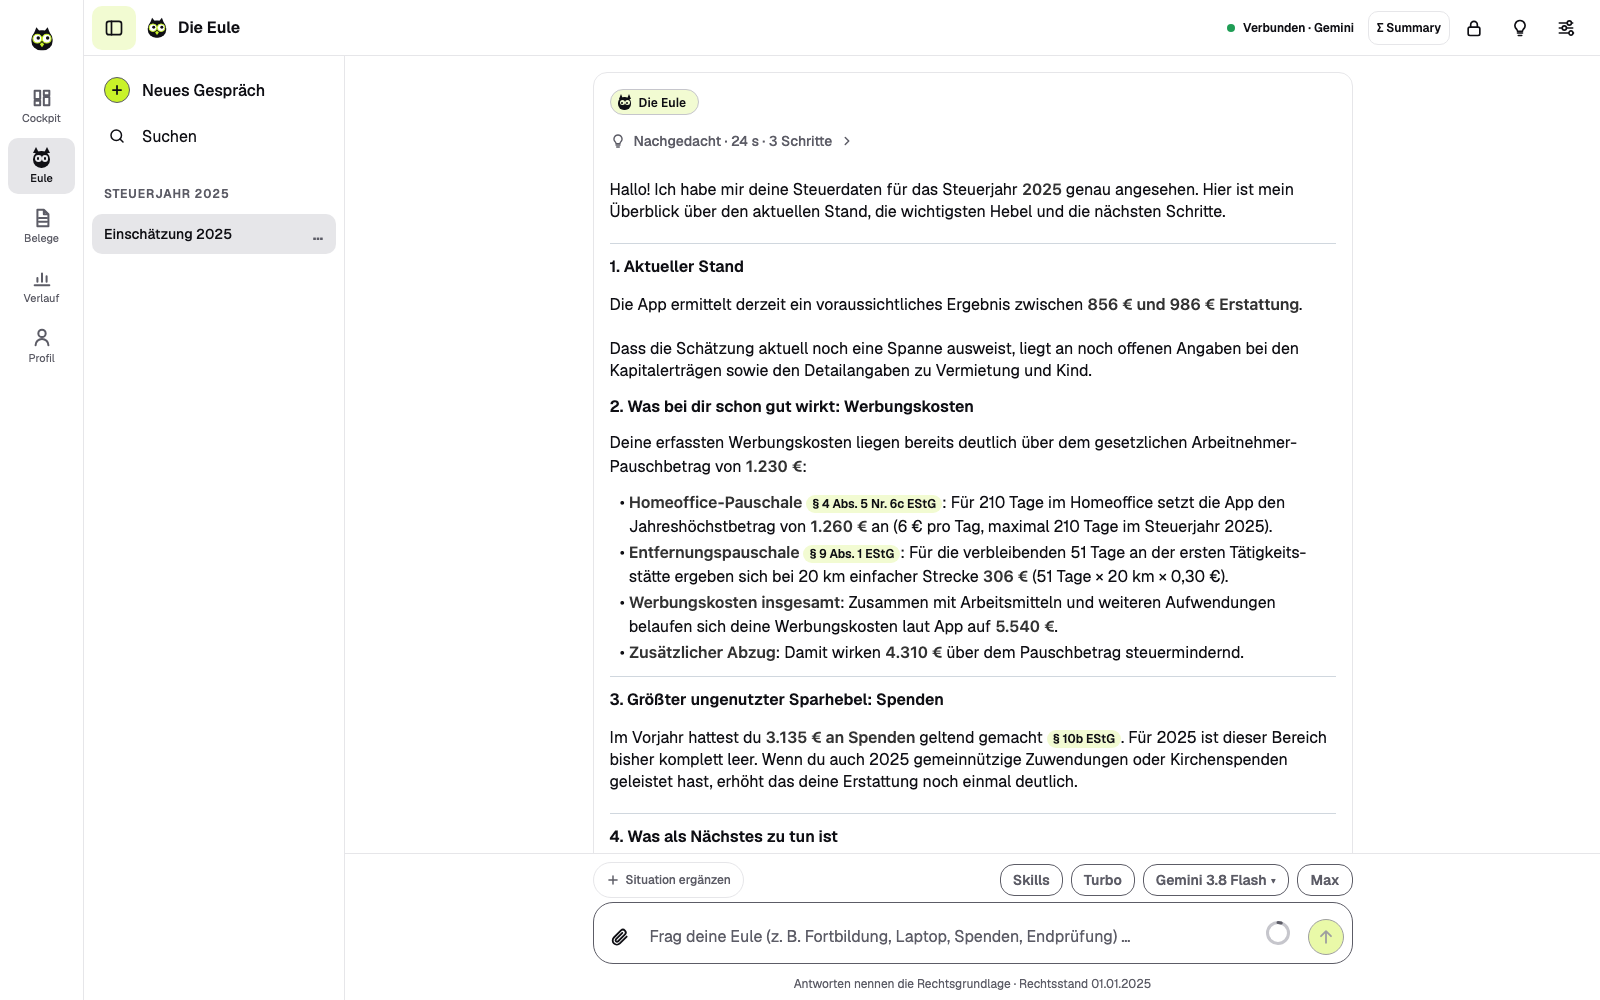 Die Eule
Verbunden · Gemini
Σ Summary
Cockpit
Eule
Belege
Verlauf
Profil
Neues Gespräch
Suchen
STEUERJAHR 2025
Einschätzung 2025
...
Die Eule
Nachgedacht · 24 s · 3 Schritte
Hallo! Ich habe mir deine Steuerdaten für das Steuerjahr 2025 genau angesehen. Hier ist mein
Überblick über den aktuellen Stand, die wichtigsten Hebel und die nächsten Schritte.
1. Aktueller Stand
Die App ermittelt derzeit ein voraussichtliches Ergebnis zwischen 856 € und 986 € Erstattung.
Dass die Schätzung aktuell noch eine Spanne ausweist, liegt an noch offenen Angaben bei den
Kapitalerträgen sowie den Detailangaben zu Vermietung und Kind.
2. Was bei dir schon gut wirkt: Werbungskosten
Deine erfassten Werbungskosten liegen bereits deutlich über dem gesetzlichen Arbeitnehmer-
Pauschbetrag von 1.230 €:
• Homeoffice-Pauschale § 4 Abs. 5 Nr. 6c EStG : Für 210 Tage im Homeoffice setzt die App den
Jahreshöchstbetrag von 1.260 € an (6 € pro Tag, maximal 210 Tage im Steuerjahr 2025).
• Entfernungspauschale § 9 Abs. 1 EStG : Für die verbleibenden 51 Tage an der ersten Tätigkeits-
stätte ergeben sich bei 20 km einfacher Strecke 306 € (51 Tage × 20 km × 0,30 €).
• Werbungskosten insgesamt: Zusammen mit Arbeitsmitteln und weiteren Aufwendungen
belaufen sich deine Werbungskosten laut App auf 5.540 €.
• Zusätzlicher Abzug: Damit wirken 4.310 € über dem Pauschbetrag steuermindernd.
3. Größter ungenutzter Sparhebel: Spenden
Im Vorjahr hattest du 3.135 € an Spenden geltend gemacht § 10b EStG . Für 2025 ist dieser Bereich
bisher komplett leer. Wenn du auch 2025 gemeinnützige Zuwendungen oder Kirchenspenden
geleistet hast, erhöht das deine Erstattung noch einmal deutlich.
4. Was als Nächstes zu tun ist
+ Situation ergänzen
Skills
Turbo
Gemini 3.8 Flash ▾
Max
Frag deine Eule (z. B. Fortbildung, Laptop, Spenden, Endprüfung) …
Antworten nennen die Rechtsgrundlage · Rechtsstand 01.01.2025